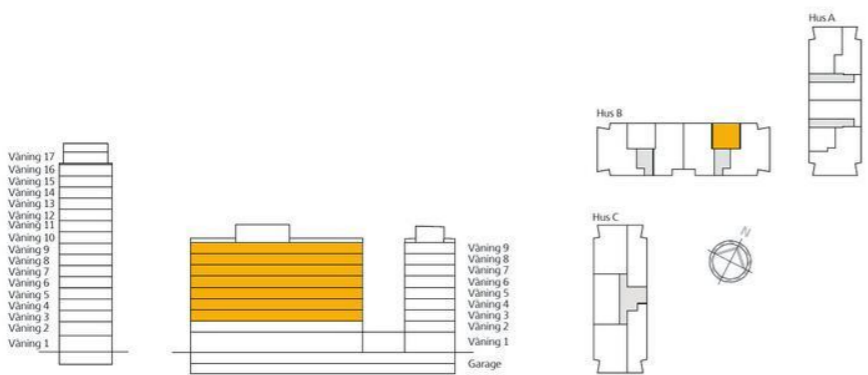 Hus A
Hus B
Våning 17
Våning 16
Våning 15
Våning 14
Våning 13
Våning 12
Våning 11
Våning 10
Våning 9
Våning 8
Våning 7
Våning 6
Våning 5
Våning 4
Våning 3
Våning 2
Våning 1
Våning 9
Våning 8
Våning 7
Våning 6
Våning 5
Våning 4
Våning 3
Våning 2
Våning 1
Garage
Hus C
N